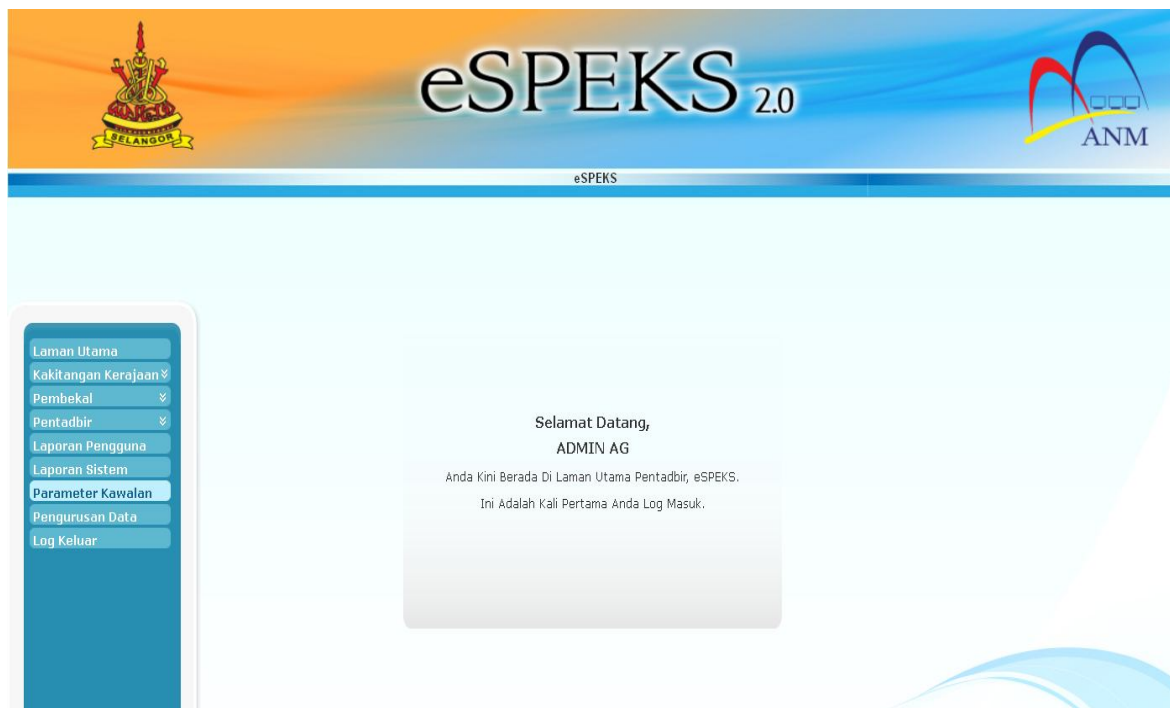 SELANGOR
eSPEKS 2.0
ANM
eSPEKS
Laman Utama
Kakitangan Kerajaan
Pembekal
Pentadbir
Laporan Pengguna
Laporan Sistem
Parameter Kawalan
Pengurusan Data
Log Keluar
Selamat Datang,
ADMIN AG
Anda Kini Berada Di Laman Utama Pentadbir, eSPEKS.
Ini Adalah Kali Pertama Anda Log Masuk.